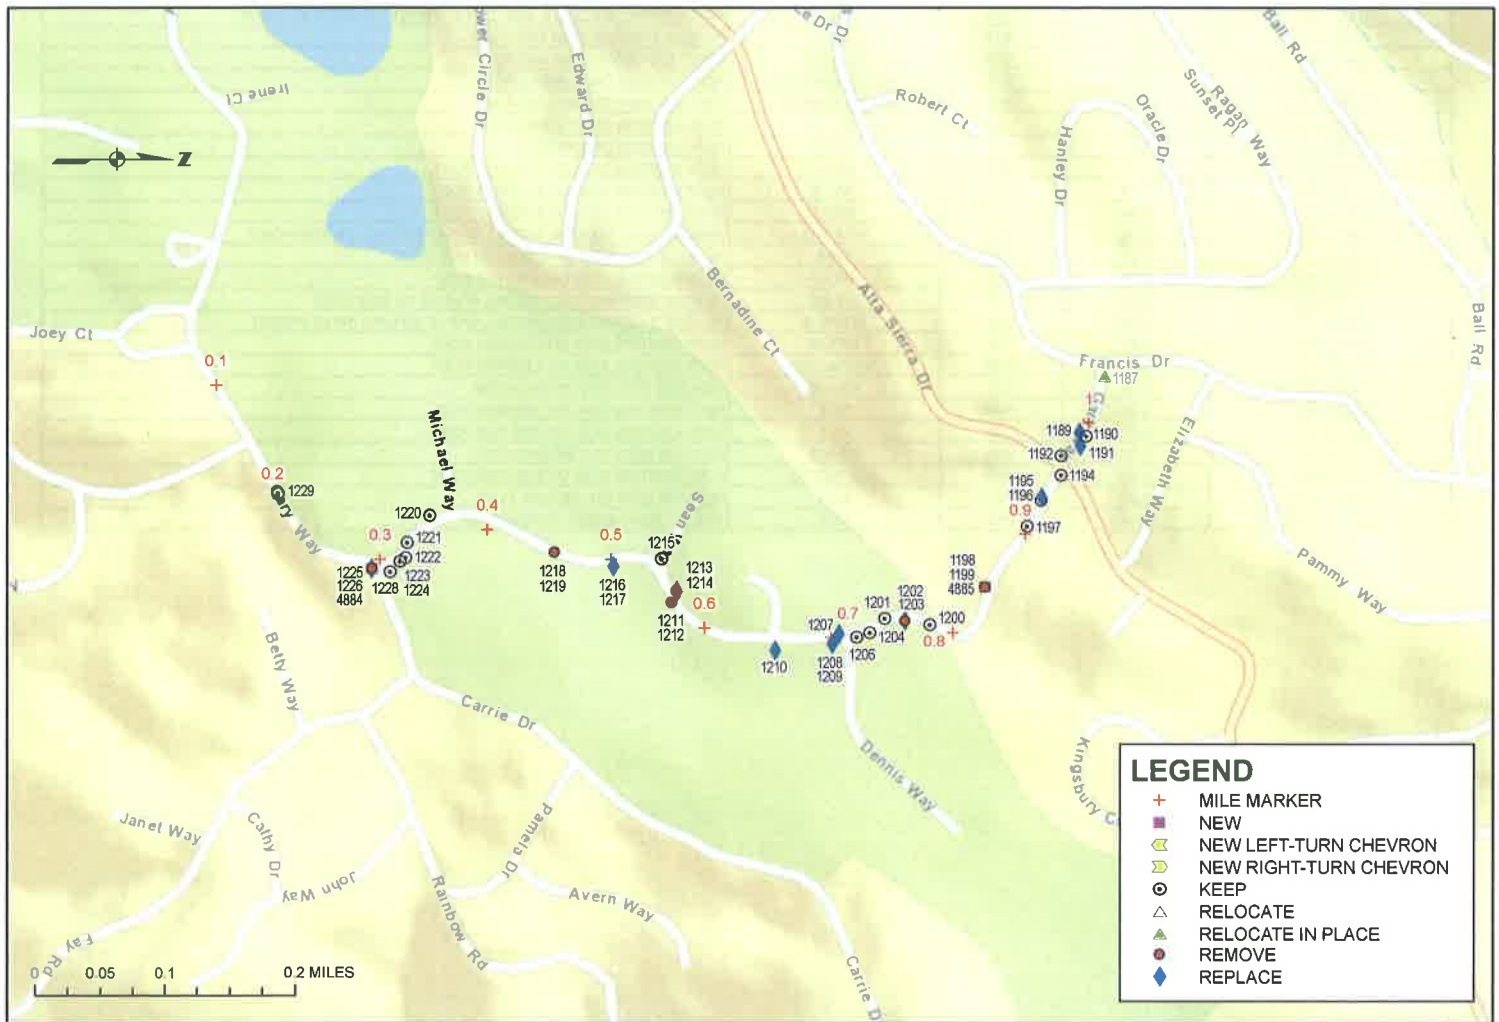 Le Dr Dr
Ball Rd
Irene Ct
Circle Dr
Edward Dr
Robert Ct
Hanley Dr
Oracle Dr
Sunset Pl
Ragan Way
Z
Bernadine Ct
Alta Sierra Dr
Ball Rd
Joey Ct
0.1
Francis Dr
1187
1
1189
1190
1191
1192
1194
Elizabeth Way
Michael Way
0.2
1229
1220
0.4
Sean
1195
1196
0.9
1197
0.3
1221
1222
1223
1224
1225
1226
4884
1228
0.5
1215
1213
1214
1218
1219
1216
1217
1211
1212
0.6
1198
1199
4885
Pammy Way
1207
0.7
1201
1202
1203
1200
1204
1206
0.8
1210
1208
1209
Betty Way
Carrie Dr
Dennis Way
Kingsbury C
Janet Way
Cathy Dr
Pamela Dr
John Way
Rainbow Rd
Avern Way
Fay Rd
Carrie D
0 0.05 0.1 0.2 MILES
LEGEND
MILE MARKER
NEW
NEW LEFT-TURN CHEVRON
NEW RIGHT-TURN CHEVRON
KEEP
RELOCATE
RELOCATE IN PLACE
REMOVE
REPLACE